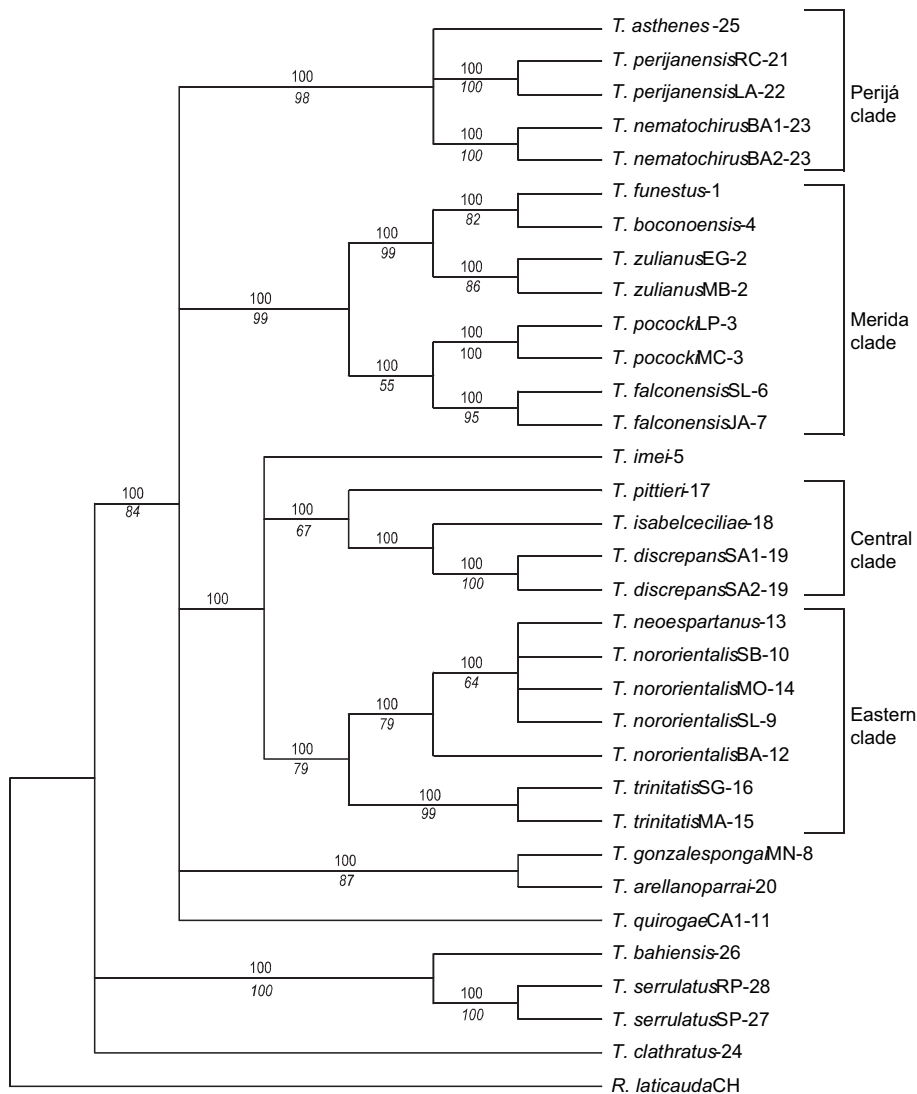 T. asthenes-25
100
98
T. perijanensisRC-21
100
100
T. perijanensisLA-22
Perijá
clade
T. nematochirusBA1-23
100
100
T. nematochirusBA2-23
T. funestus-1
100
82
T. boconoensis-4
100
99
T. zulianusEG-2
100
86
T. zulianusMB-2
100
99
T. pocockiLP-3
100
100
T. pocockiMC-3
Merida
clade
100
55
T. falconensisSL-6
100
95
T. falconensisJA-7
T. imei-5
100
84
T. pittieri-17
100
67
T. isabelceciliae-18
100
T. discrepansSA1-19
100
100
T. discrepansSA2-19
Central
clade
100
T. neoespartanus-13
T. nororientalisSB-10
100
64
T. nororientalisMO-14
100
79
T. nororientalisSL-9
Eastern
clade
T. nororientalisBA-12
100
79
T. trinitatisSG-16
100
99
T. trinitatisMA-15
T. gonzalespongaiMN-8
100
87
T. arellanoparrai-20
T. quirogaeCA1-11
T. bahiensis-26
100
100
T. serrulatusRP-28
100
100
T. serrulatusSP-27
T. clathratus-24
R. laticaudaCH